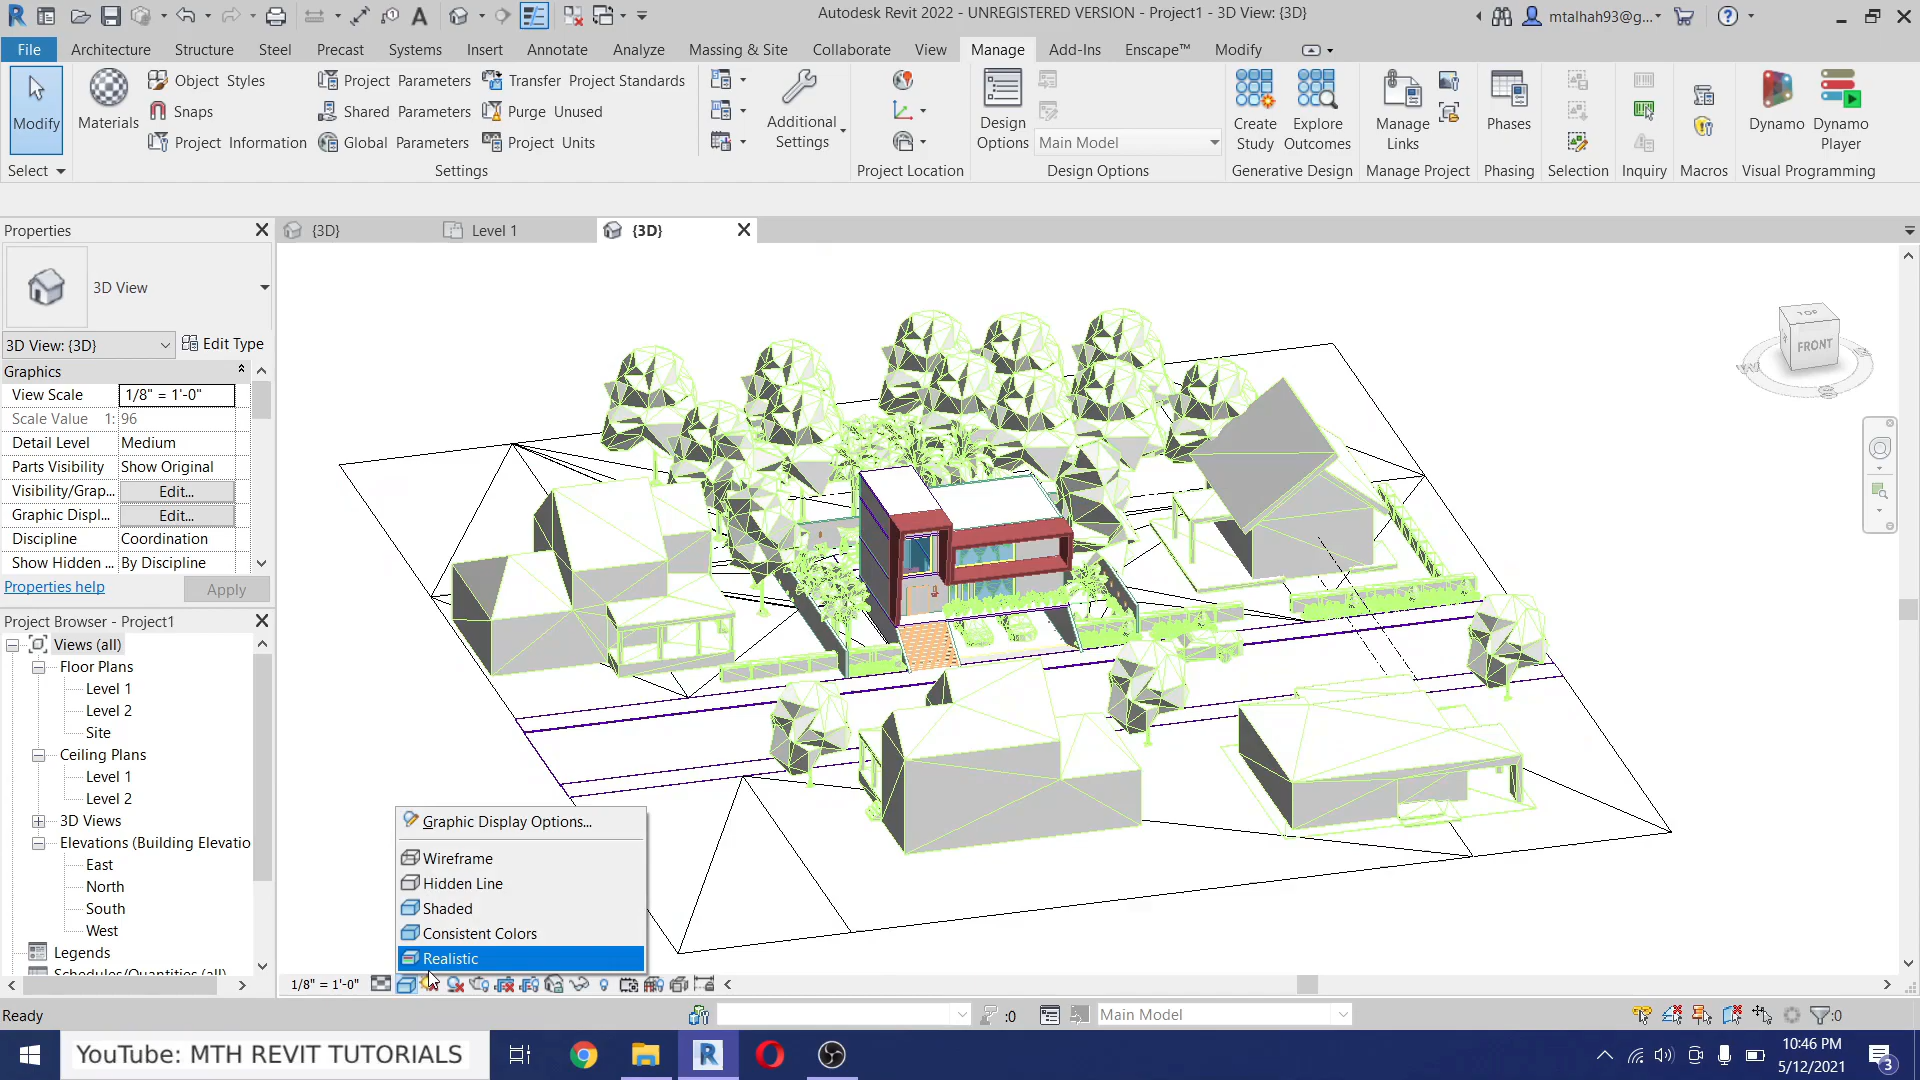 Autodesk Revit 2022 - UNREGISTERED VERSION - Project1 - 3D View: {3D}
mtalhah93@g...
File Architecture Structure Steel Precast Systems Insert Annotate Analyze Massing & Site Collaborate View Manage Add-Ins Enscape™ Modify
Modify
Materials
Object Styles
Snaps
Project Information
Project Parameters
Shared Parameters
Global Parameters
Transfer Project Standards
Purge Unused
Project Units
Additional Settings
Design Options
Main Model
Create Study
Explore Outcomes
Manage Links
Phases
Dynamo
Dynamo Player
Select
Settings
Project Location
Design Options
Generative Design
Manage Project
Phasing
Selection
Inquiry
Macros
Visual Programming
Properties
{3D}
Level 1
{3D}
3D View
3D View: {3D}
Edit Type
Graphics
View Scale 1/8" = 1'-0"
Scale Value 1: 96
Detail Level Medium
Parts Visibility Show Original
Visibility/Grap... Edit...
Graphic Displ... Edit...
Discipline Coordination
Show Hidden ... By Discipline
Properties help
Apply
Project Browser - Project1
Views (all)
Floor Plans
Level 1
Level 2
Site
Ceiling Plans
Level 1
Level 2
3D Views
Elevations (Building Elevatio
East
North
South
West
Legends
Schedules/Quantities (all)
TOP
FRONT
Graphic Display Options...
Wireframe
Hidden Line
Shaded
Consistent Colors
Realistic
1/8" = 1'-0"
Ready
:0
Main Model
:0
YouTube: MTH REVIT TUTORIALS
10:46 PM
5/12/2021
3